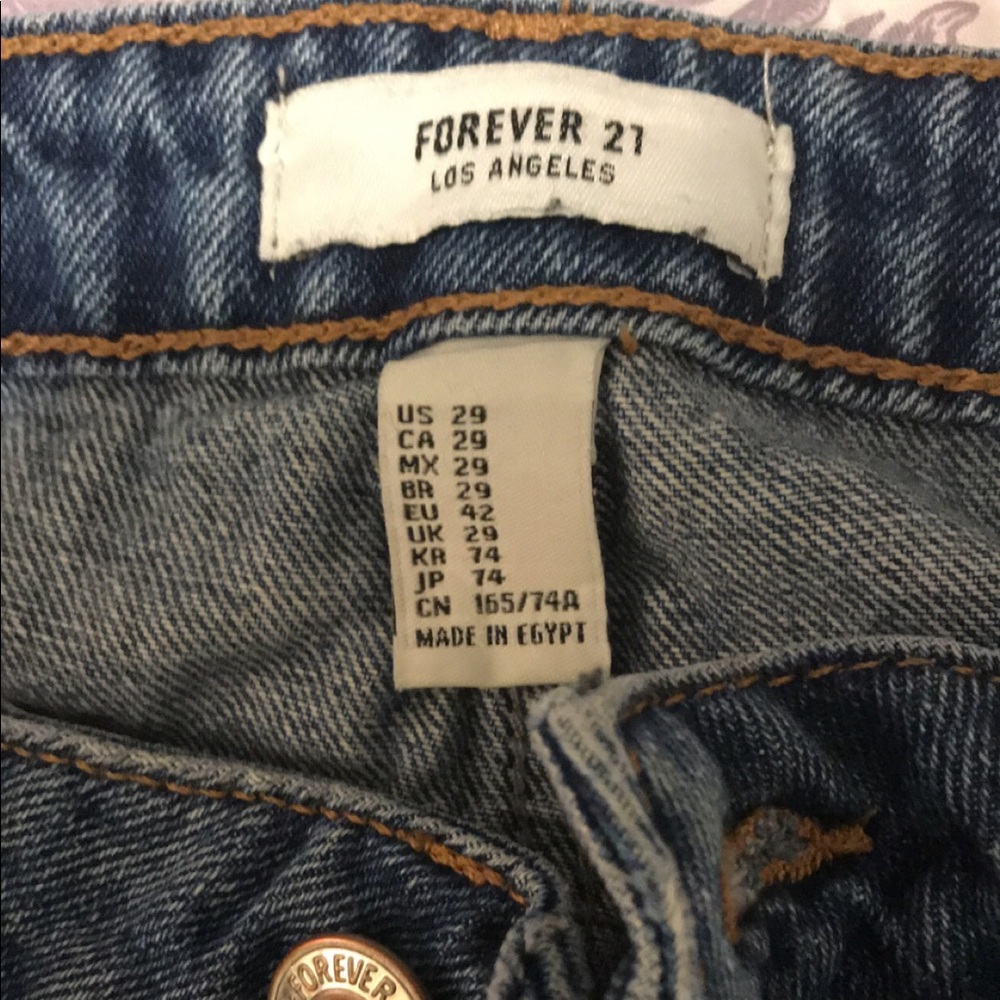 FOREVER 21
LOS ANGELES
US 29
CA 29
MX 29
BR 29
EU 42
UK 29
KR 74
JP 74
CN 165/74A
MADE IN EGYPT
FOREVER